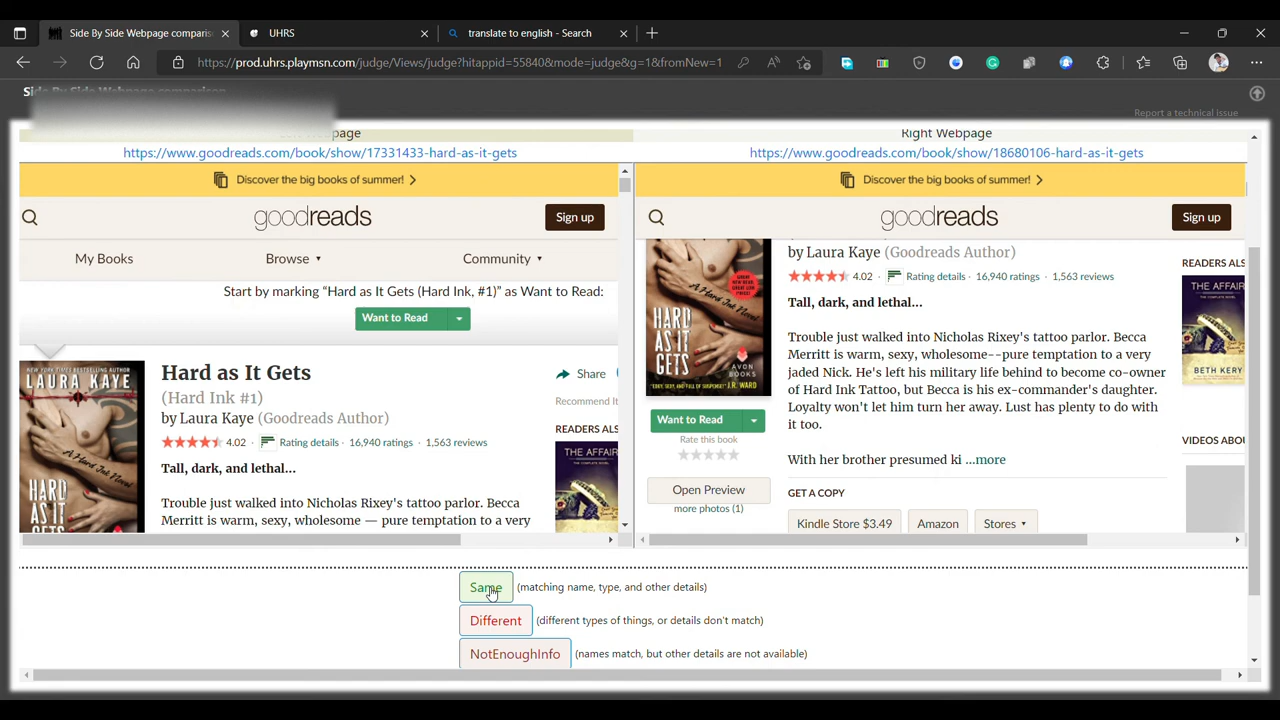 Side By Side Webpage comparis
UHRS
translate to english - Search
https://prod.uhrs.playmsn.com/judge/Views/judge?hitappid=55840&mode=judge&g=1&fromNew=1
Side By Side Webpage comparison
Report a technical issue
page
Right Webpage
https://www.goodreads.com/book/show/17331433-hard-as-it-gets
https://www.goodreads.com/book/show/18680106-hard-as-it-gets
Discover the big books of summer!
goodreads
Sign up
My Books
Browse
Community
Start by marking “Hard as It Gets (Hard Ink, #1)” as Want to Read:
Want to Read
LAURA KAYE
A Hard Ink Novel
HARD
AS IT
Hard as It Gets
(Hard Ink #1)
by Laura Kaye (Goodreads Author)
4.02 · Rating details · 16,940 ratings · 1,563 reviews
Tall, dark, and lethal...
Trouble just walked into Nicholas Rixey's tattoo parlor. Becca
Merritt is warm, sexy, wholesome — pure temptation to a very
Share
Recommend It
READERS ALS
THE AFFAIR
Discover the big books of summer!
goodreads
Sign up
A Hard Ink Novel
HARD
AS IT
GETS
AVON
BOOKS
J.R. WARD
Want to Read
Rate this book
Open Preview
more photos (1)
by Laura Kaye (Goodreads Author)
4.02 · Rating details · 16,940 ratings · 1,563 reviews
Tall, dark, and lethal...
Trouble just walked into Nicholas Rixey's tattoo parlor. Becca
Merritt is warm, sexy, wholesome--pure temptation to a very
jaded Nick. He's left his military life behind to become co-owner
of Hard Ink Tattoo, but Becca is his ex-commander's daughter.
Loyalty won't let him turn her away. Lust has plenty to do with
it too.
With her brother presumed ki ...more
GET A COPY
Kindle Store $3.49
Amazon
Stores
READERS ALS
THE AFFAIR
BETH KERY
VIDEOS ABOU
Same (matching name, type, and other details)
Different (different types of things, or details don't match)
NotEnoughInfo (names match, but other details are not available)